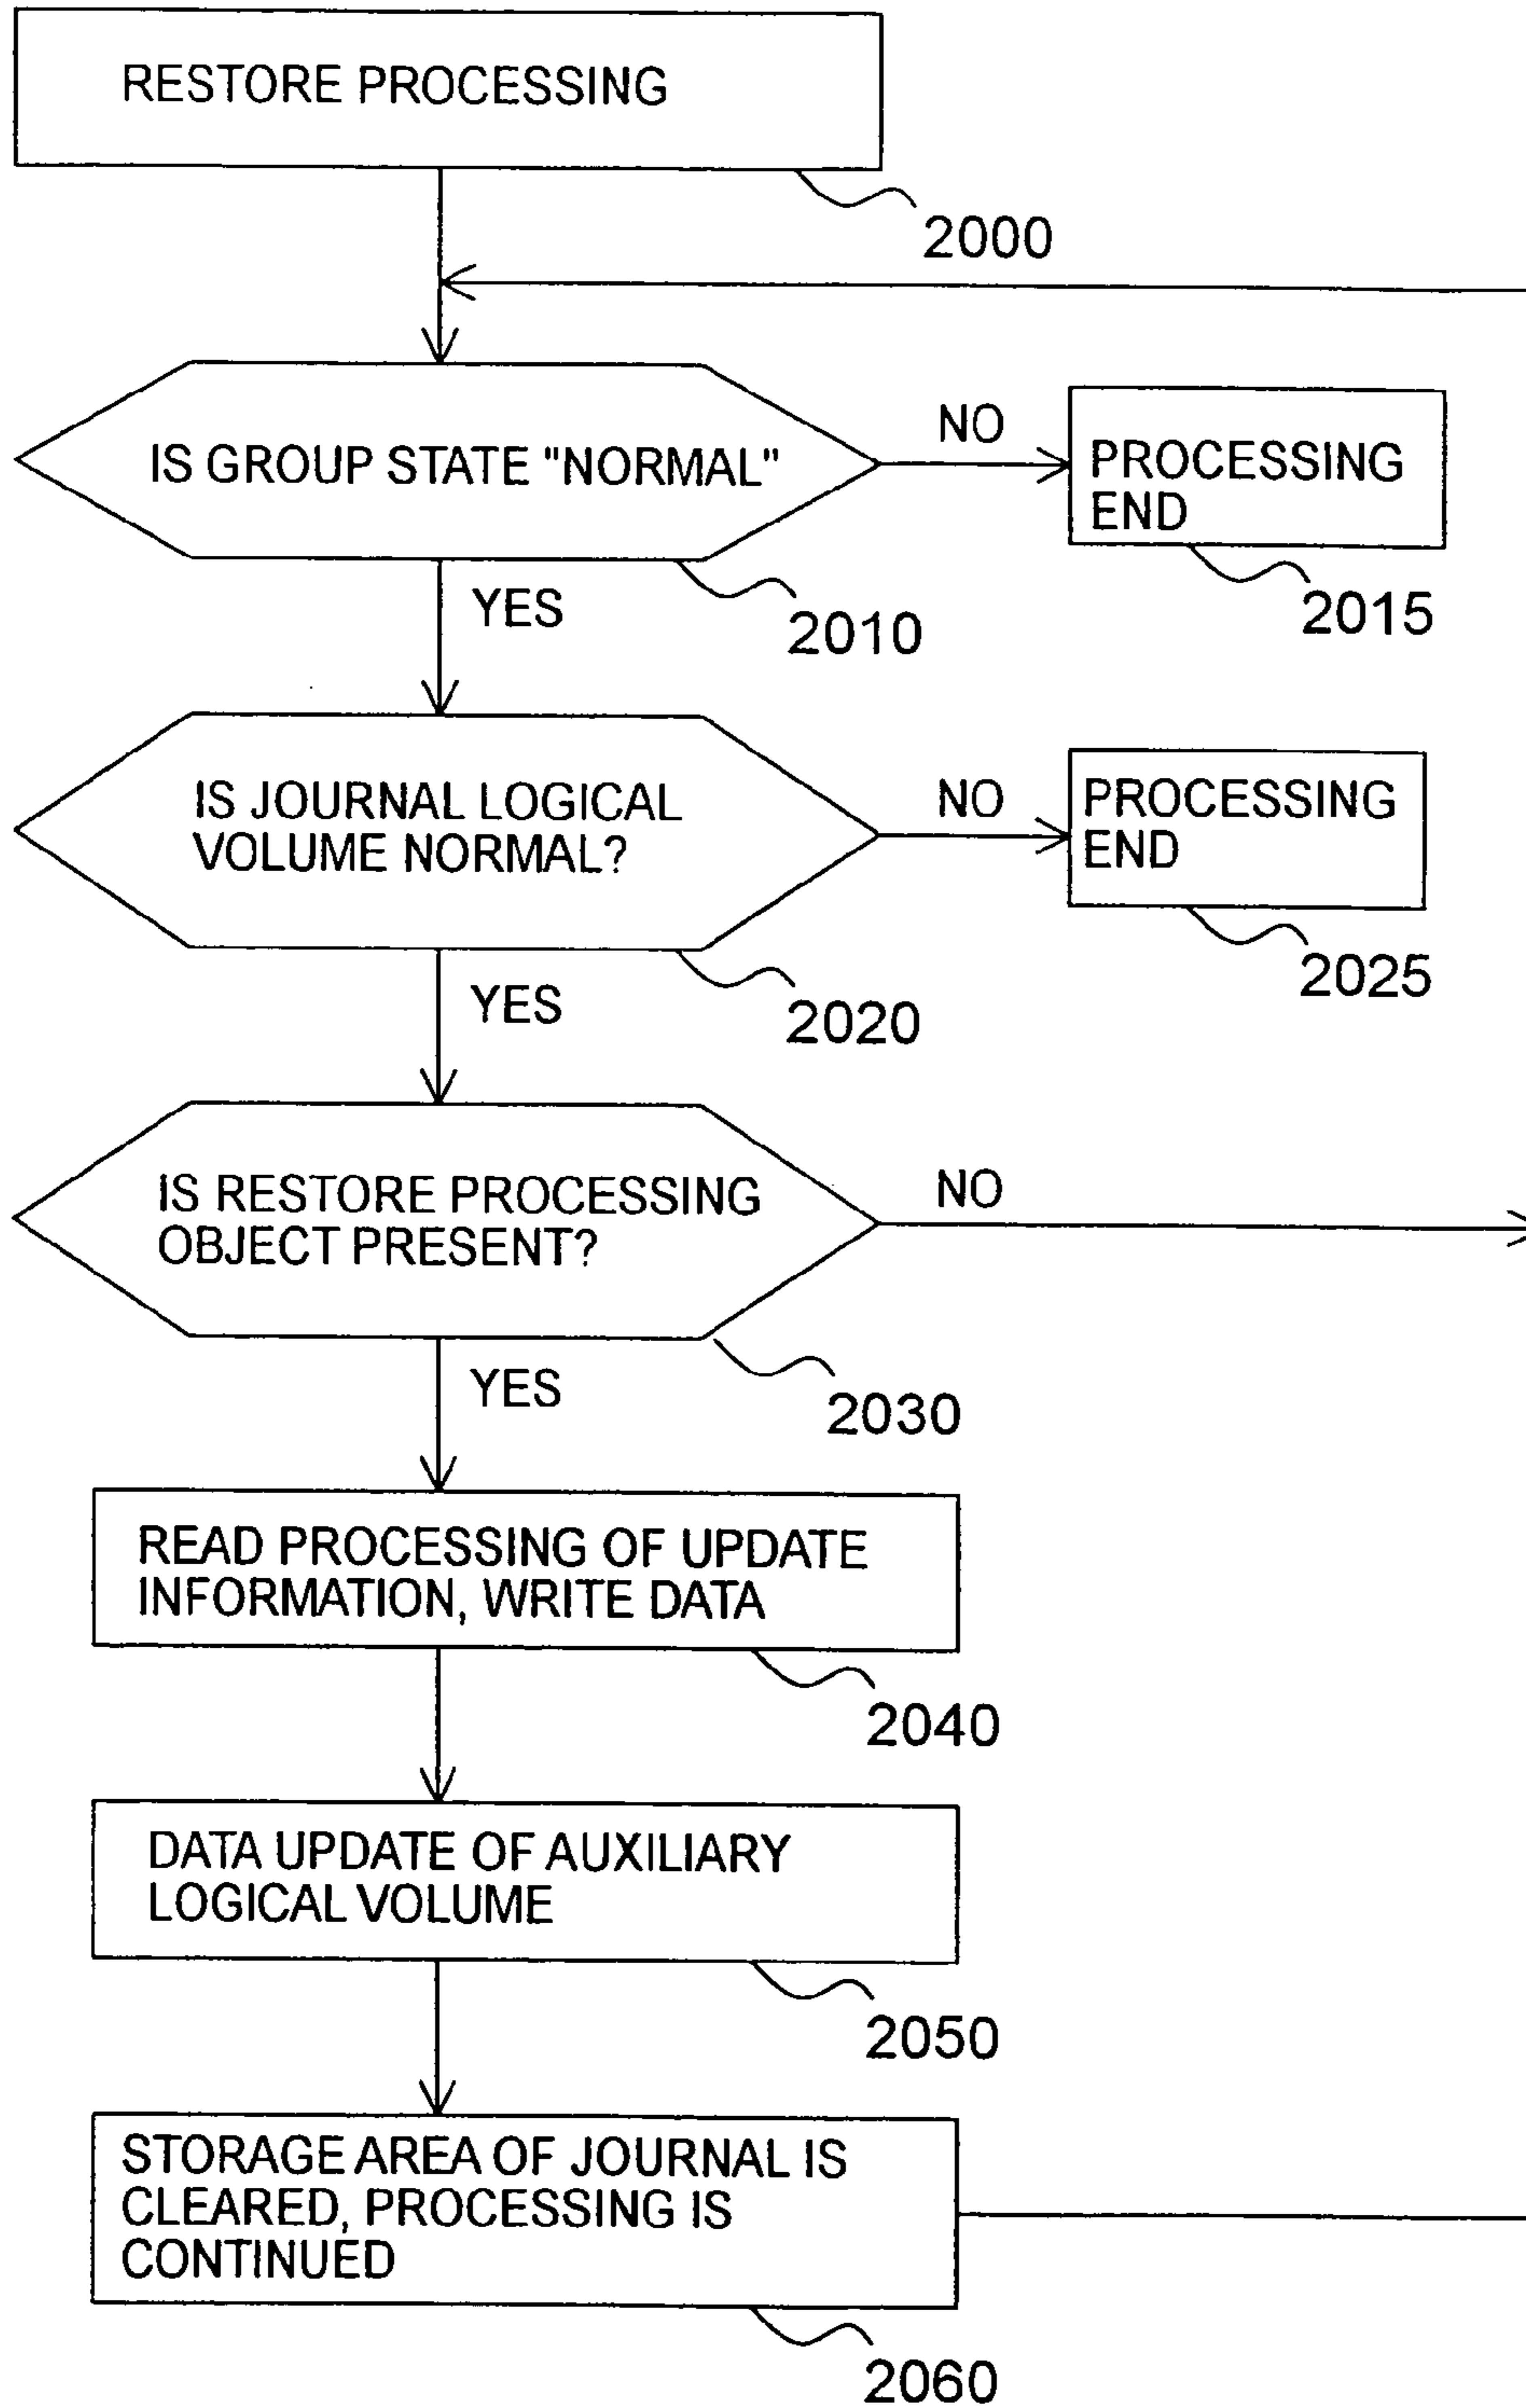 RESTORE PROCESSING
2000
IS GROUP STATE "NORMAL"
NO
PROCESSING
END
2015
YES
2010
IS JOURNAL LOGICAL
VOLUME NORMAL?
NO
PROCESSING
END
2025
YES
2020
IS RESTORE PROCESSING
OBJECT PRESENT?
NO
YES
2030
READ PROCESSING OF UPDATE
INFORMATION, WRITE DATA
2040
DATA UPDATE OF AUXILIARY
LOGICAL VOLUME
2050
STORAGE AREA OF JOURNAL IS
CLEARED, PROCESSING IS
CONTINUED
2060